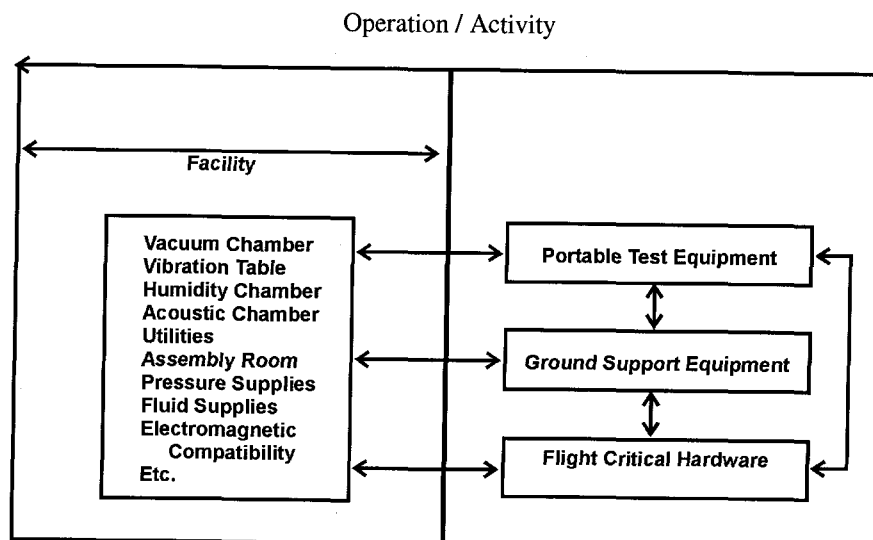 Operation / Activity
Facility
Vacuum Chamber
Vibration Table
Humidity Chamber
Acoustic Chamber
Utilities
Assembly Room
Pressure Supplies
Fluid Supplies
Electromagnetic
Compatibility
Etc.
Portable Test Equipment
Ground Support Equipment
Flight Critical Hardware